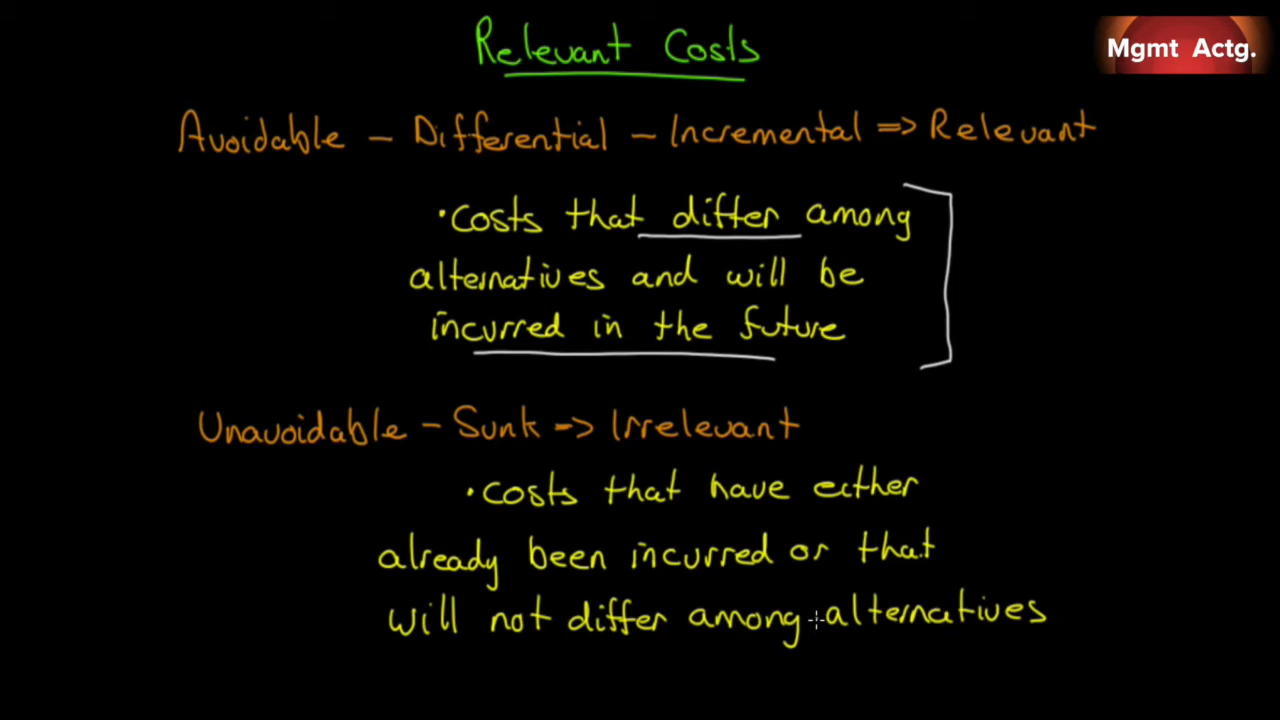 Relevant Costs
Mgmt Actg.
Avoidable - Differential - Incremental => Relevant
• costs that differ among
alternatives and will be
incurred in the future
Unavoidable - Sunk => Irrelevant
• costs that have either
already been incurred or that
will not differ among alternatives